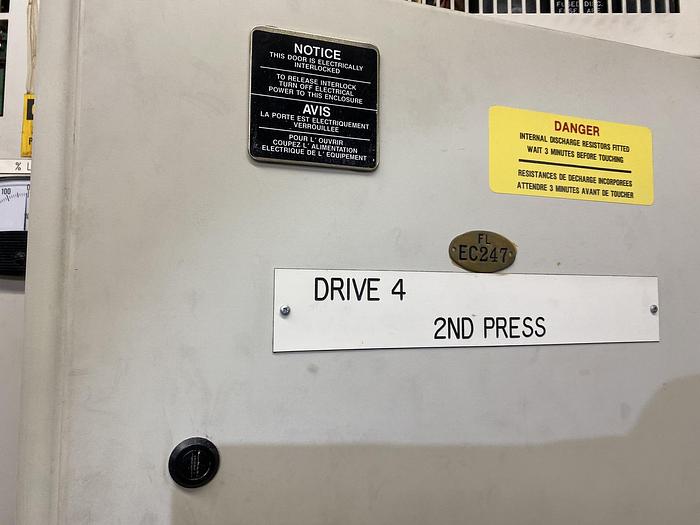 FUSED DISC.
NOTICE
THIS DOOR IS ELECTRICALLY
INTERLOCKED
TO RELEASE INTERLOCK
TURN OFF ELECTRICAL
POWER TO THIS ENCLOSURE
AVIS
LA PORTE EST ELECTRIQUEMENT
VERROUILLEE
POUR L' OUVRIR
COUPEZ L' ALIMENTATION
ELECTRIQUE DE L' EQUIPEMENT
DANGER
INTERNAL DISCHARGE RESISTORS FITTED
WAIT 3 MINUTES BEFORE TOUCHING
RESISTANCES DE DECHARGE INCORPOREES
ATTENDRE 3 MINUTES AVANT DE TOUCHER
% L
100
FL
EC247
DRIVE 4
2ND PRESS